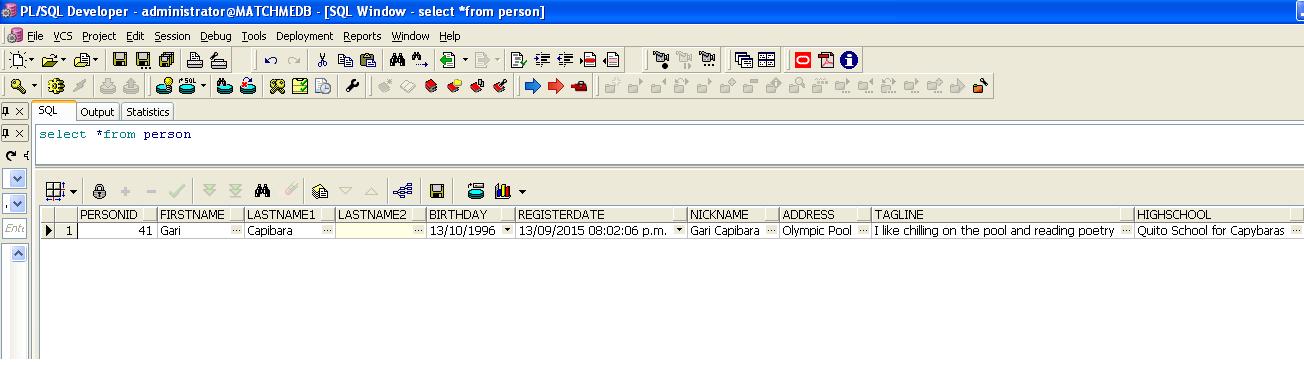 PL/SQL Developer - administrator@MATCHMEDB - [SQL Window - select *from person]
File VCS Project Edit Session Debug Tools Deployment Reports Window Help
SQL Output Statistics
select *from person
PERSONID FIRSTNAME LASTNAME1 LASTNAME2 BIRTHDAY REGISTERDATE NICKNAME ADDRESS TAGLINE HIGHSCHOOL
1 41 Gari Capibara 13/10/1996 13/09/2015 08:02:06 p.m. Gari Capibara Olympic Pool I like chilling on the pool and reading poetry Quito School for Capybaras